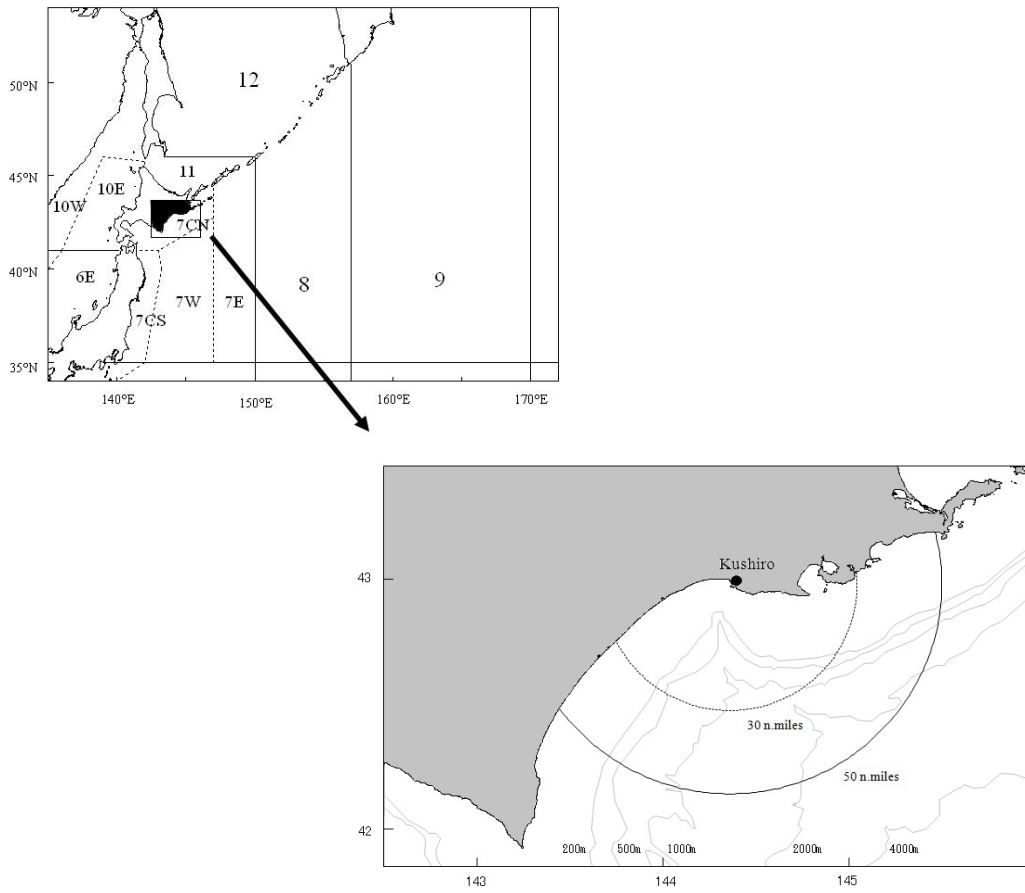 50°N
12
45°N
11
10E
10W
7CN
40°N
6E
8
9
7W
7E
7CS
35°N
140°E
150°E
160°E
170°E
Kushiro
43
30 n.miles
50 n.miles
42
200m
500m
1000m
2000m
4000m
143
144
145